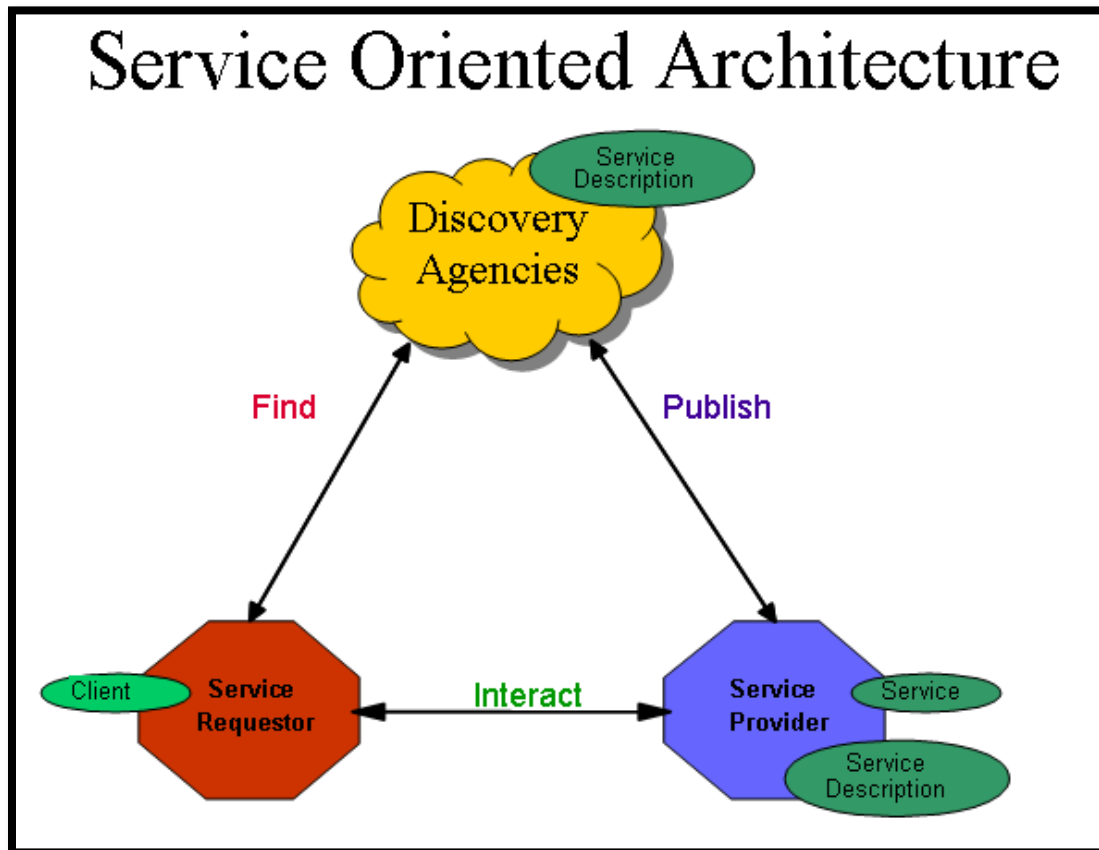 Service Oriented Architecture
Service
Description
Discovery
Agencies
Find
Publish
Client
Service
Requestor
Interact
Service
Provider
Service
Service
Description